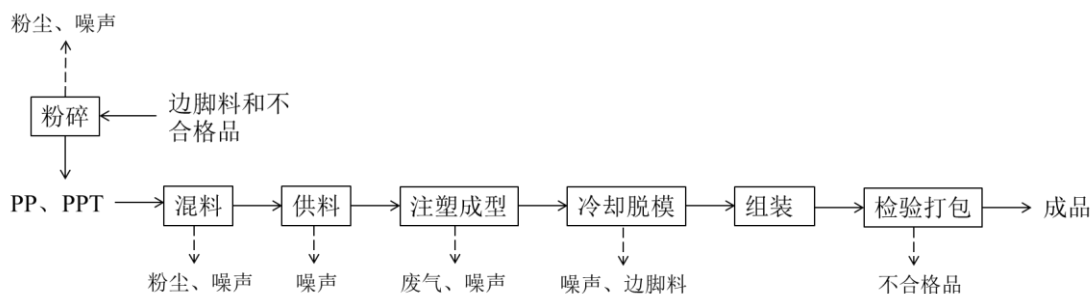 粉尘、噪声
粉碎
边脚料和不
合格品
PP、PPT
混料
供料
注塑成型
冷却脱模
组装
检验打包
成品
粉尘、噪声
噪声
废气、噪声
噪声、边脚料
不合格品